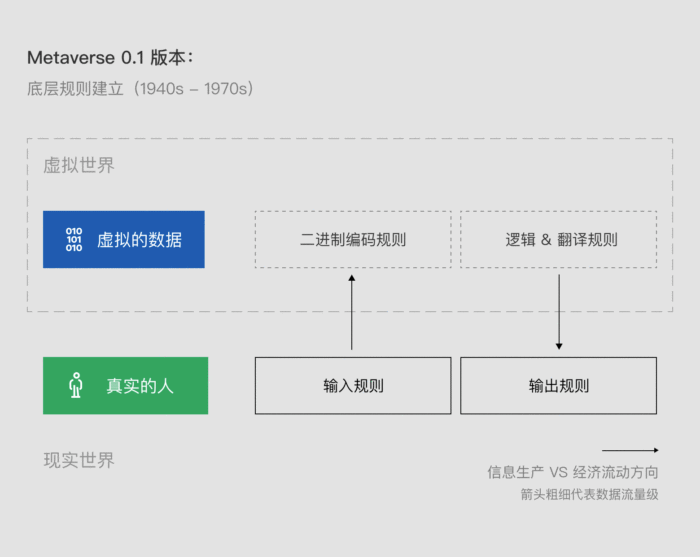 Metaverse 0.1 版本：
底层规则建立（1940s – 1970s）
虚拟世界
010
101
010
虚拟的数据
二进制编码规则
逻辑 & 翻译规则
真实的人
输入规则
输出规则
现实世界
信息生产 VS 经济流动方向
箭头粗细代表数据流量级